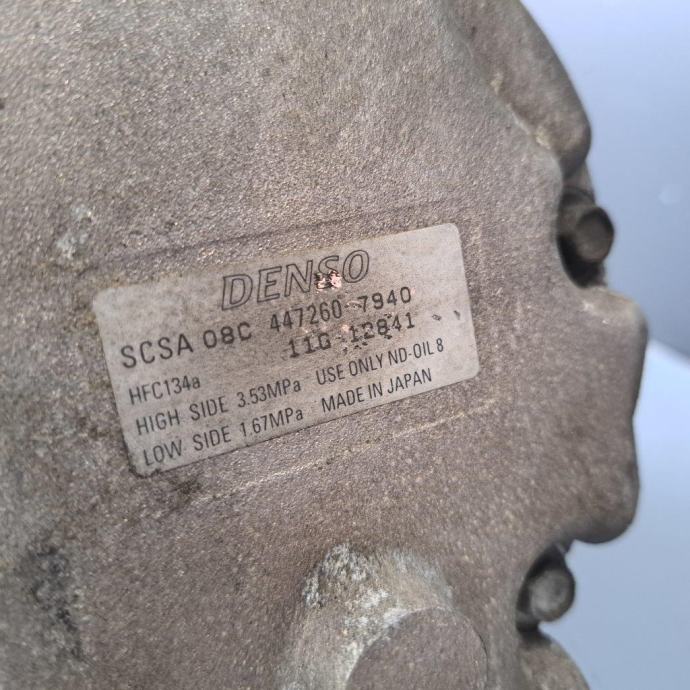 DENSO
SCSA 08C 447260-7940
11G 12841
HFC134a
HIGH SIDE 3.53MPa USE ONLY ND-OIL 8
LOW SIDE 1.67MPa MADE IN JAPAN